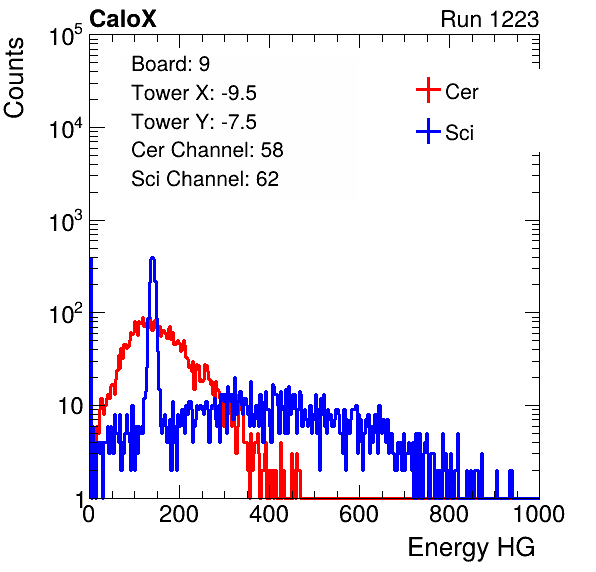 CaloX Run 1223
Counts
10^5
10^4
10^3
10^2
10
1
Board: 9
Tower X: -9.5
Tower Y: -7.5
Cer Channel: 58
Sci Channel: 62
Cer
Sci
0 200 400 600 800 1000
Energy HG